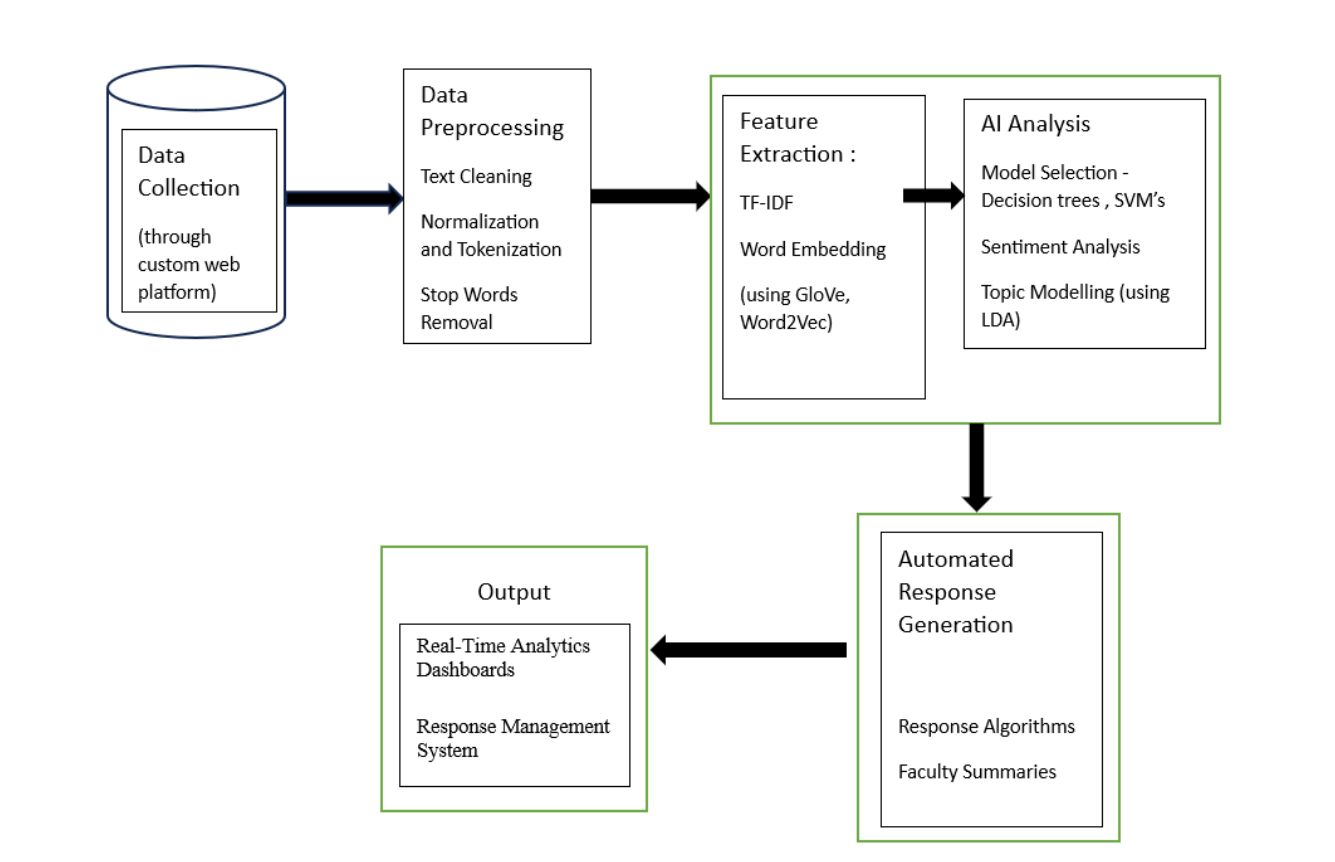 Data
Collection
(through
custom web
platform)
Data
Preprocessing
Text Cleaning
Normalization
and Tokenization
Stop Words
Removal
Feature
Extraction :
TF-IDF
Word Embedding
(using GloVe,
Word2Vec)
AI Analysis
Model Selection -
Decision trees , SVM’s
Sentiment Analysis
Topic Modelling (using
LDA)
Automated
Response
Generation
Response Algorithms
Faculty Summaries
Output
Real-Time Analytics
Dashboards
Response Management
System